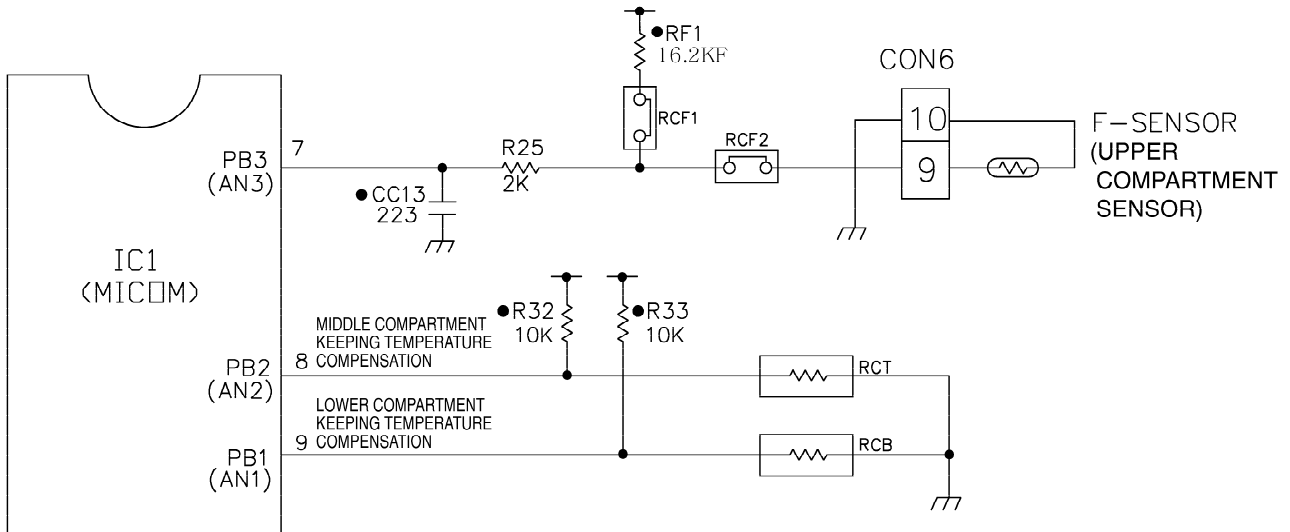 RF1
16.2KF
CON6
RCF1
10
F-SENSOR
(UPPER
COMPARTMENT
SENSOR)
PB3
(AN3)
7
R25
2K
RCF2
9
CC13
223
IC1
(MICOM)
R32
10K
R33
10K
MIDDLE COMPARTMENT
KEEPING TEMPERATURE
COMPENSATION
PB2
(AN2)
8
RCT
LOWER COMPARTMENT
KEEPING TEMPERATURE
COMPENSATION
PB1
(AN1)
9
RCB